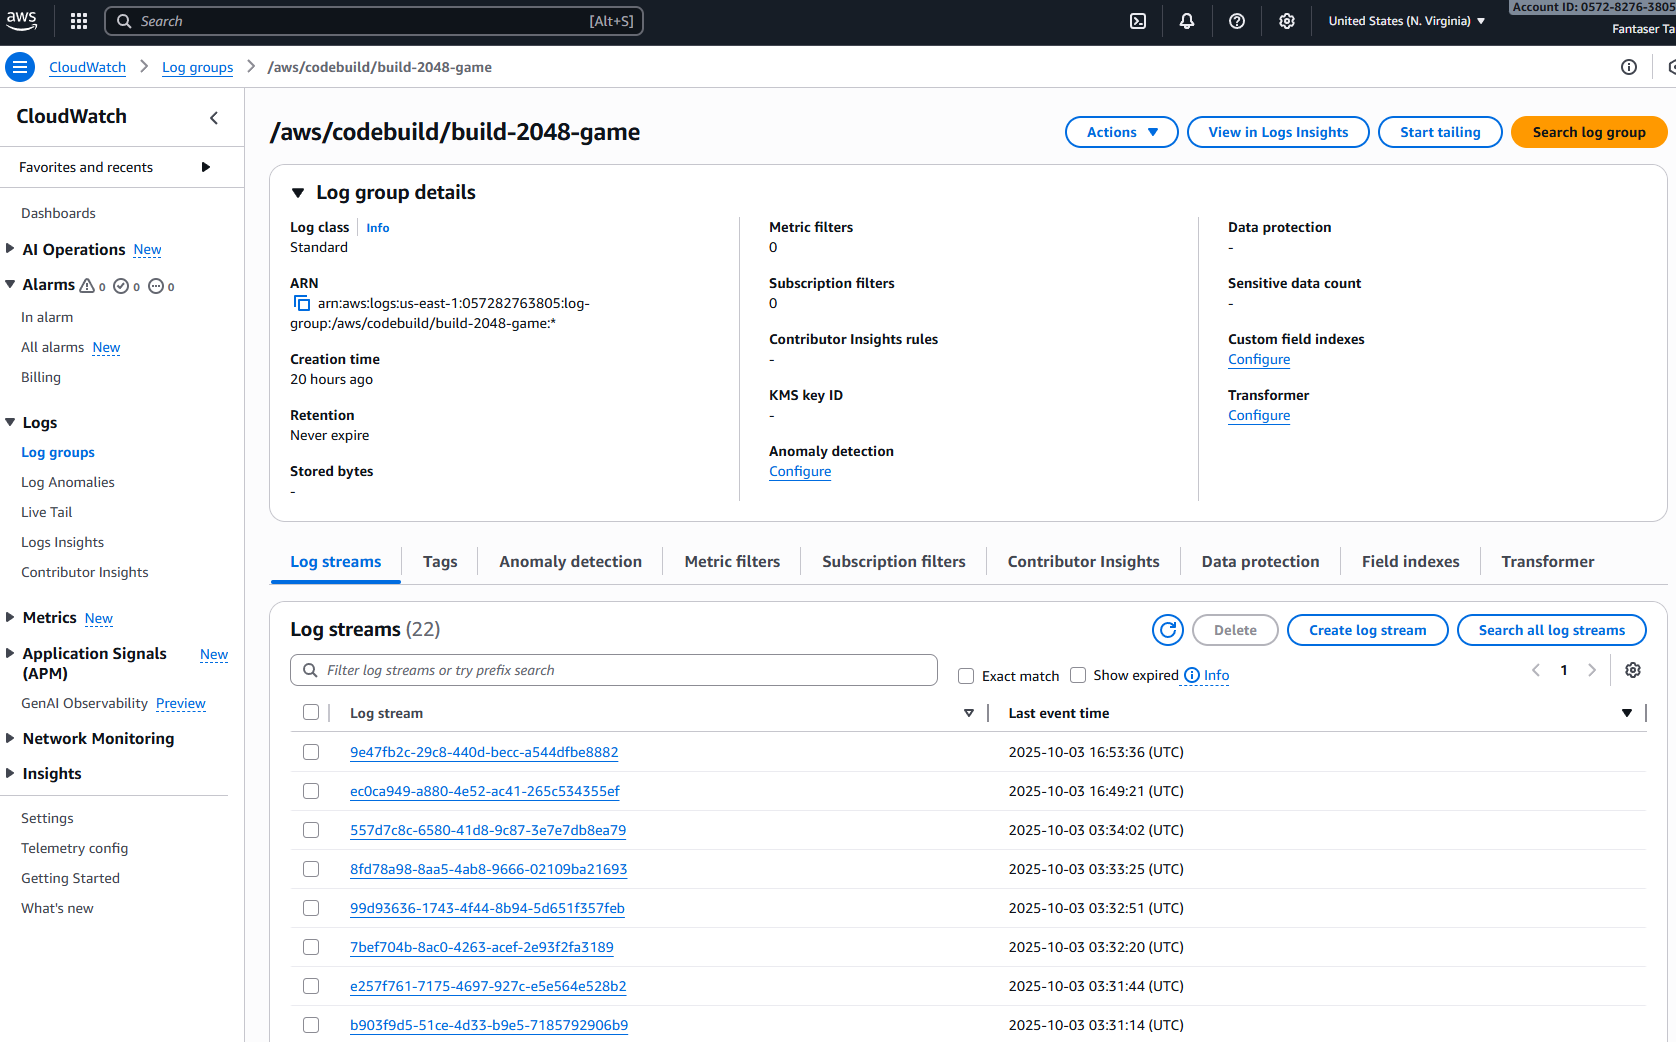 aws
Search [Alt+S]
United States (N. Virginia)
Account ID: 0572-8276-3805
Fantaser Ta
CloudWatch
Log groups
/aws/codebuild/build-2048-game
CloudWatch
Favorites and recents
Dashboards
AI Operations New
Alarms 0 0 0
In alarm
All alarms New
Billing
Logs
Log groups
Log Anomalies
Live Tail
Logs Insights
Contributor Insights
Metrics New
Application Signals New
(APM)
GenAI Observability Preview
Network Monitoring
Insights
Settings
Telemetry config
Getting Started
What's new
/aws/codebuild/build-2048-game
Actions
View in Logs Insights
Start tailing
Search log group
Log group details
Log class Info
Standard
ARN
arn:aws:logs:us-east-1:057282763805:log-
group:/aws/codebuild/build-2048-game:*
Creation time
20 hours ago
Retention
Never expire
Stored bytes
-
Metric filters
0
Subscription filters
0
Contributor Insights rules
-
KMS key ID
-
Anomaly detection
Configure
Data protection
-
Sensitive data count
-
Custom field indexes
Configure
Transformer
Configure
Log streams
Tags
Anomaly detection
Metric filters
Subscription filters
Contributor Insights
Data protection
Field indexes
Transformer
Log streams (22)
Delete
Create log stream
Search all log streams
Filter log streams or try prefix search
Exact match
Show expired
Info
1
Log stream Last event time
9e47fb2c-29c8-440d-becc-a544dfbe8882 2025-10-03 16:53:36 (UTC)
ec0ca949-a880-4e52-ac41-265c534355ef 2025-10-03 16:49:21 (UTC)
557d7c8c-6580-41d8-9c87-3e7e7db8ea79 2025-10-03 03:34:02 (UTC)
8fd78a98-8aa5-4ab8-9666-02109ba21693 2025-10-03 03:33:25 (UTC)
99d93636-1743-4f44-8b94-5d651f357feb 2025-10-03 03:32:51 (UTC)
7bef704b-8ac0-4263-acef-2e93f2fa3189 2025-10-03 03:32:20 (UTC)
e257f761-7175-4697-927c-e5e564e528b2 2025-10-03 03:31:44 (UTC)
b903f9d5-51ce-4d33-b9e5-7185792906b9 2025-10-03 03:31:14 (UTC)